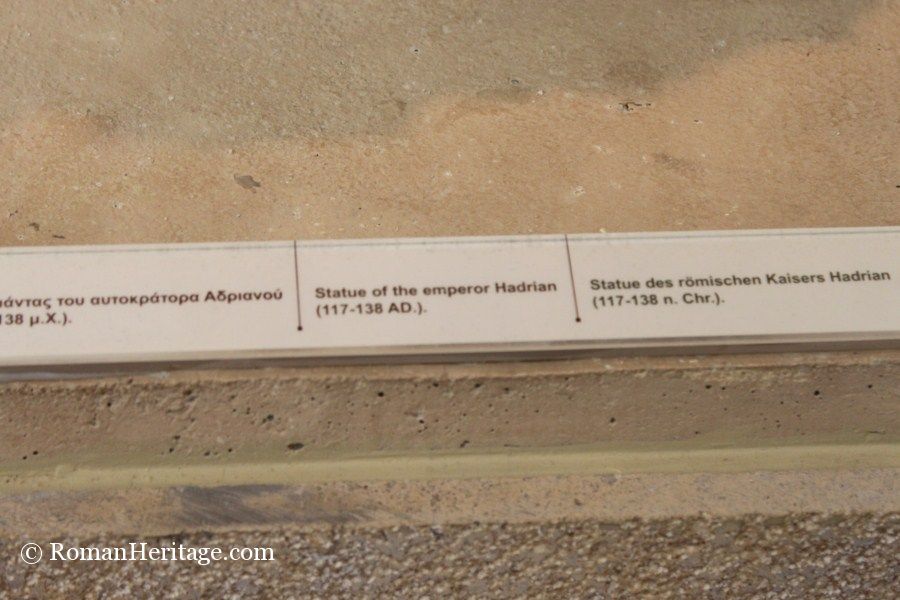 του αυτοκράτορα Αδριανού
138 μ.Χ.).
Statue of the emperor Hadrian
(117-138 AD.).
Statue des römischen Kaisers Hadrian
(117-138 n. Chr.).
© RomanHeritage.com